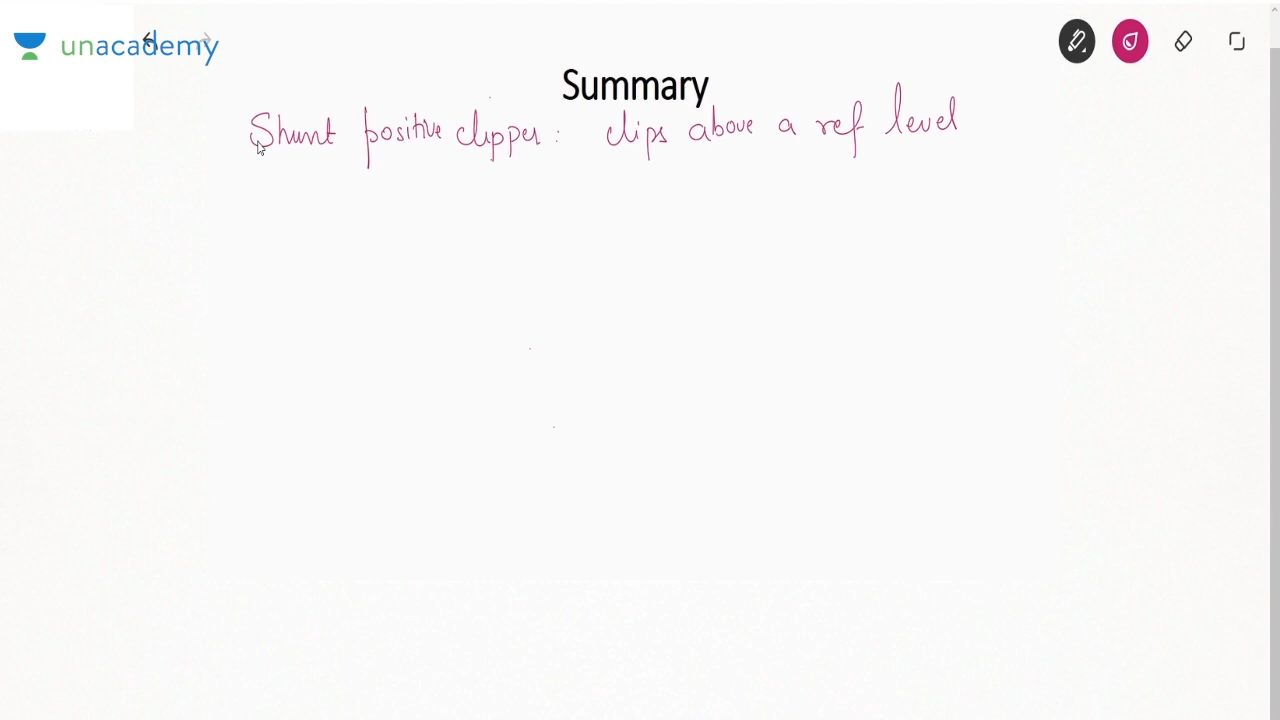 unacademy
Summary
Shunt positive clipper : clips above a ref level